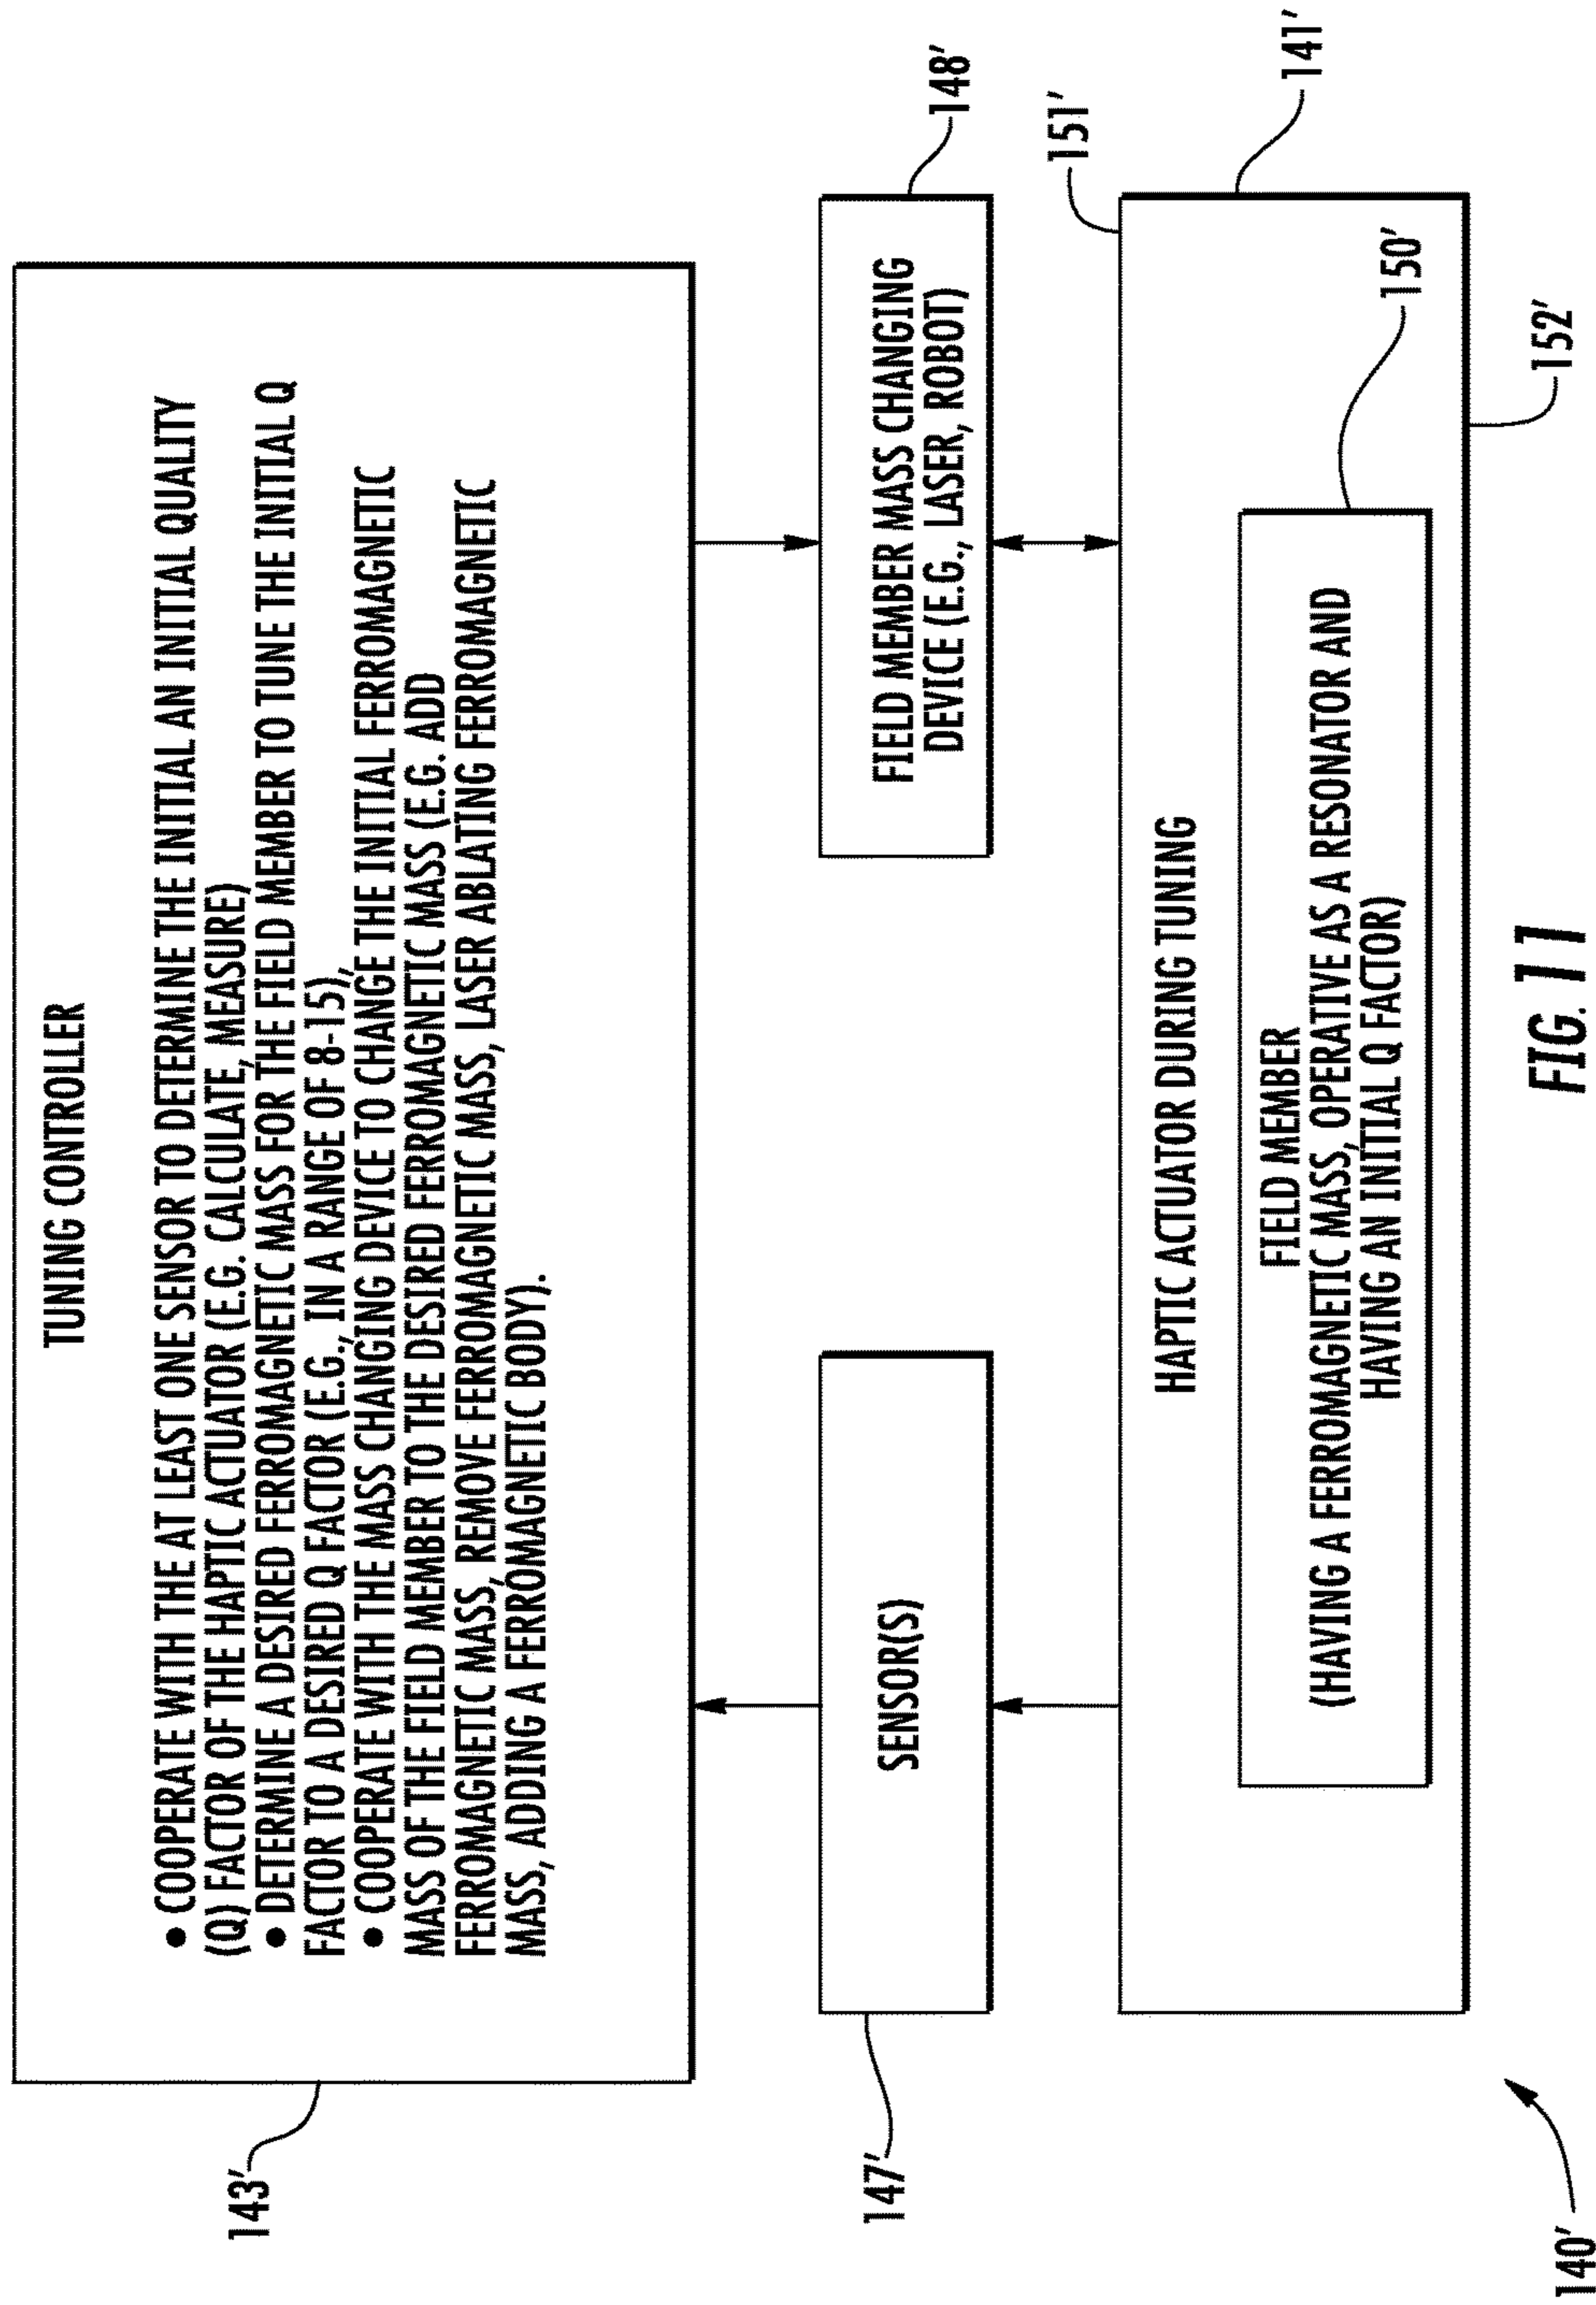 TUNING CONTROLLER
• COOPERATE WITH THE AT LEAST ONE SENSOR TO DETERMINE THE INITIAL AN INITIAL QUALITY
(Q) FACTOR OF THE HAPTIC ACTUATOR (E.G. CALCULATE, MEASURE)
• DETERMINE A DESIRED FERROMAGNETIC MASS FOR THE FIELD MEMBER TO TUNE THE INITIAL Q
FACTOR TO A DESIRED Q FACTOR (E.G., IN A RANGE OF 8-15),
• COOPERATE WITH THE MASS CHANGING DEVICE TO CHANGE THE INITIAL FERROMAGNETIC
MASS OF THE FIELD MEMBER TO THE DESIRED FERROMAGNETIC MASS (E.G. ADD
FERROMAGNETIC MASS, REMOVE FERROMAGNETIC MASS, LASER ABLATING FERROMAGNETIC
MASS, ADDING A FERROMAGNETIC BODY).
143'
SENSOR(S)
147'
FIELD MEMBER MASS CHANGING
DEVICE (E.G., LASER, ROBOT)
148'
151'
HAPTIC ACTUATOR DURING TUNING
141'
FIELD MEMBER
(HAVING A FERROMAGNETIC MASS, OPERATIVE AS A RESONATOR AND
HAVING AN INITIAL Q FACTOR)
150'
152'
140'
FIG. 11